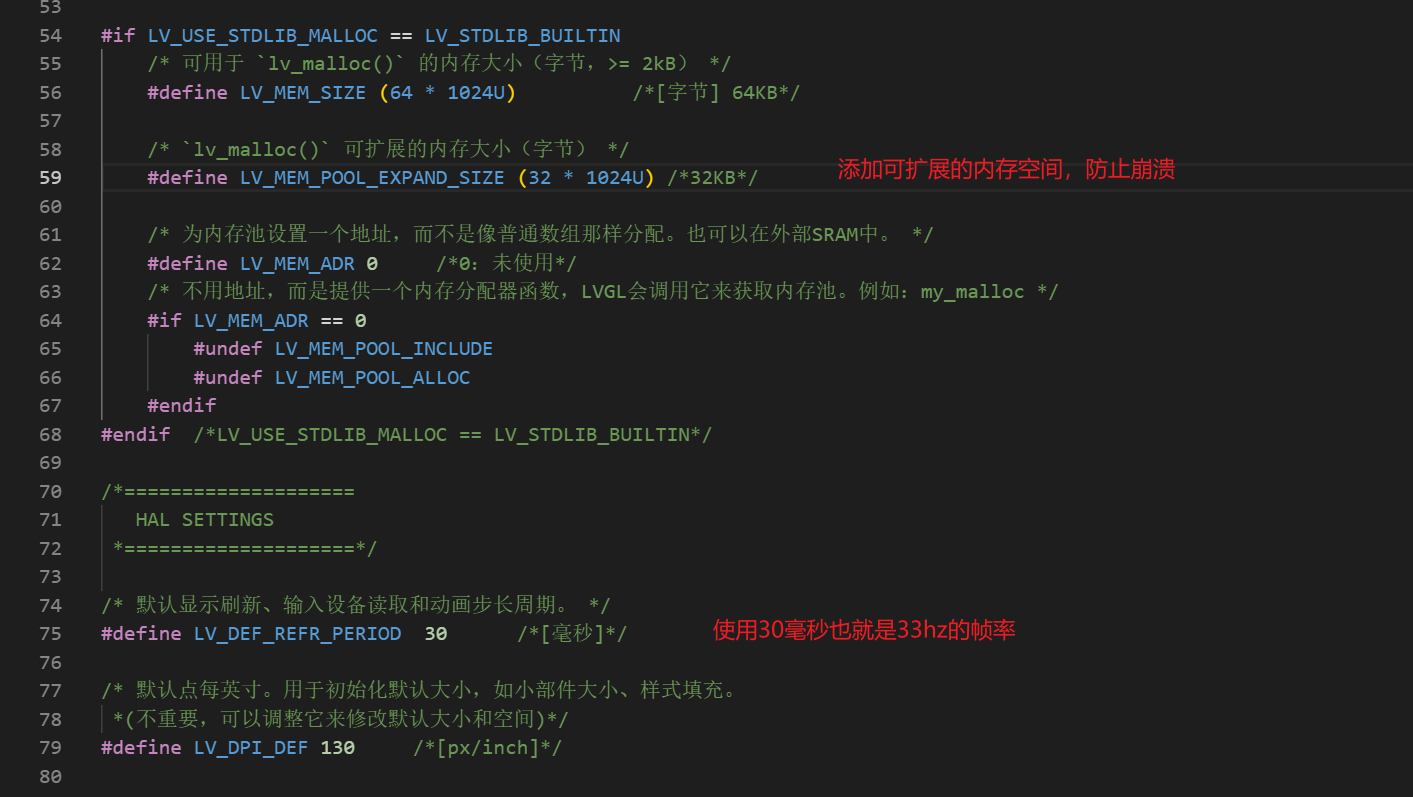 53
54 #if LV_USE_STDLIB_MALLOC == LV_STDLIB_BUILTIN
55 /* 可用于 `lv_malloc()` 的内存大小（字节，>= 2kB） */
56 #define LV_MEM_SIZE (64 * 1024U) /*[字节] 64KB*/
57
58 /* `lv_malloc()` 可扩展的内存大小（字节） */
59 #define LV_MEM_POOL_EXPAND_SIZE (32 * 1024U) /*32KB*/ 添加可扩展的内存空间，防止崩溃
60
61 /* 为内存池设置一个地址，而不是像普通数组那样分配。也可以在外部SRAM中。 */
62 #define LV_MEM_ADR 0 /*0: 未使用*/
63 /* 不用地址，而是提供一个内存分配器函数，LVGL会调用它来获取内存池。例如：my_malloc */
64 #if LV_MEM_ADR == 0
65 #undef LV_MEM_POOL_INCLUDE
66 #undef LV_MEM_POOL_ALLOC
67 #endif
68 #endif /*LV_USE_STDLIB_MALLOC == LV_STDLIB_BUILTIN*/
69
70 /*====================
71 HAL SETTINGS
72 *====================*/
73
74 /* 默认显示刷新、输入设备读取和动画步长周期。 */
75 #define LV_DEF_REFR_PERIOD 30 /*[毫秒]*/ 使用30毫秒也就是33hz的帧率
76
77 /* 默认点每英寸。用于初始化默认大小，如小部件大小、样式填充。
78 *(不重要，可以调整它来修改默认大小和空间)*/
79 #define LV_DPI_DEF 130 /*[px/inch]*/
80